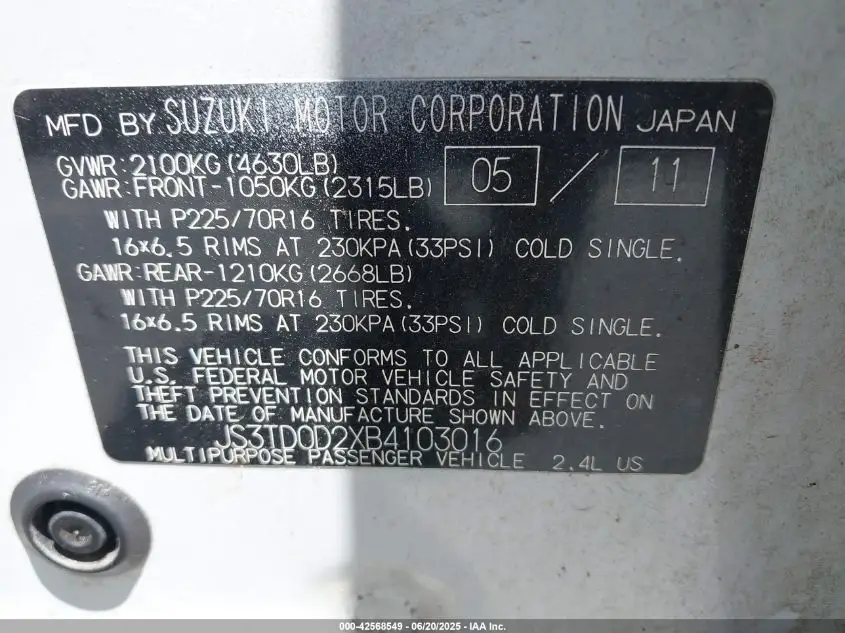 MFD BY SUZUKI MOTOR CORPORATION JAPAN
GVWR:2100KG(4630LB)
GAWR:FRONT-1050KG(2315LB)
05 / 11
WITH P225/70R16 TIRES.
16×6.5 RIMS AT 230KPA(33PSI) COLD SINGLE.
GAWR:REAR-1210KG(2668LB)
WITH P225/70R16 TIRES.
16×6.5 RIMS AT 230KPA(33PSI) COLD SINGLE.
THIS VEHICLE CONFORMS TO ALL APPLICABLE
U.S. FEDERAL MOTOR VEHICLE SAFETY AND
THEFT PREVENTION STANDARDS IN EFFECT ON
THE DATE OF MANUFACTURE SHOWN ABOVE.
JS3TD0D2XB4103016
MULTIPURPOSE PASSENGER VEHICLE 2.4L US
000-42568549 - 06/20/2025 - IAA Inc.